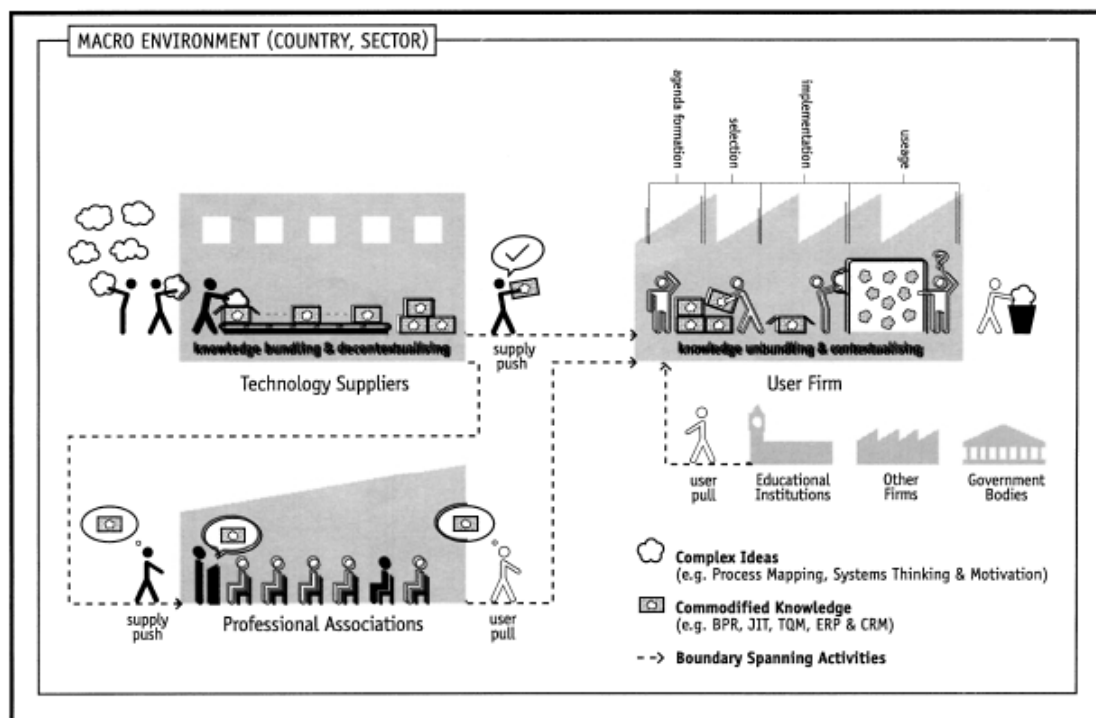 MACRO ENVIRONMENT (COUNTRY, SECTOR)
agenda formation
selection
implementation
useage
knowledge bundling & decontextualising
supply
push
knowledge unbundling & contextualising
Technology Suppliers
User Firm
user
pull
Educational
Institutions
Other
Firms
Government
Bodies
Complex Ideas
(e.g. Process Mapping, Systems Thinking & Motivation)
Commodified Knowledge
(e.g. BPR, JIT, TQM, ERP & CRM)
Boundary Spanning Activities
supply
push
Professional Associations
user
pull